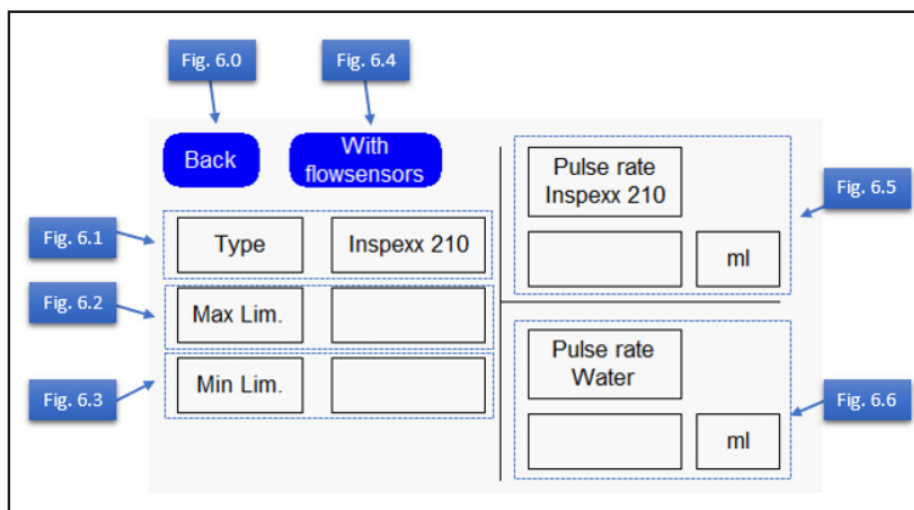 Fig. 6.0
Fig. 6.4
Back
With
flowsensors
Fig. 6.1
Type
Inspexx 210
Fig. 6.2
Max Lim.
Fig. 6.3
Min Lim.
Pulse rate
Inspexx 210
ml
Fig. 6.5
Pulse rate
Water
ml
Fig. 6.6